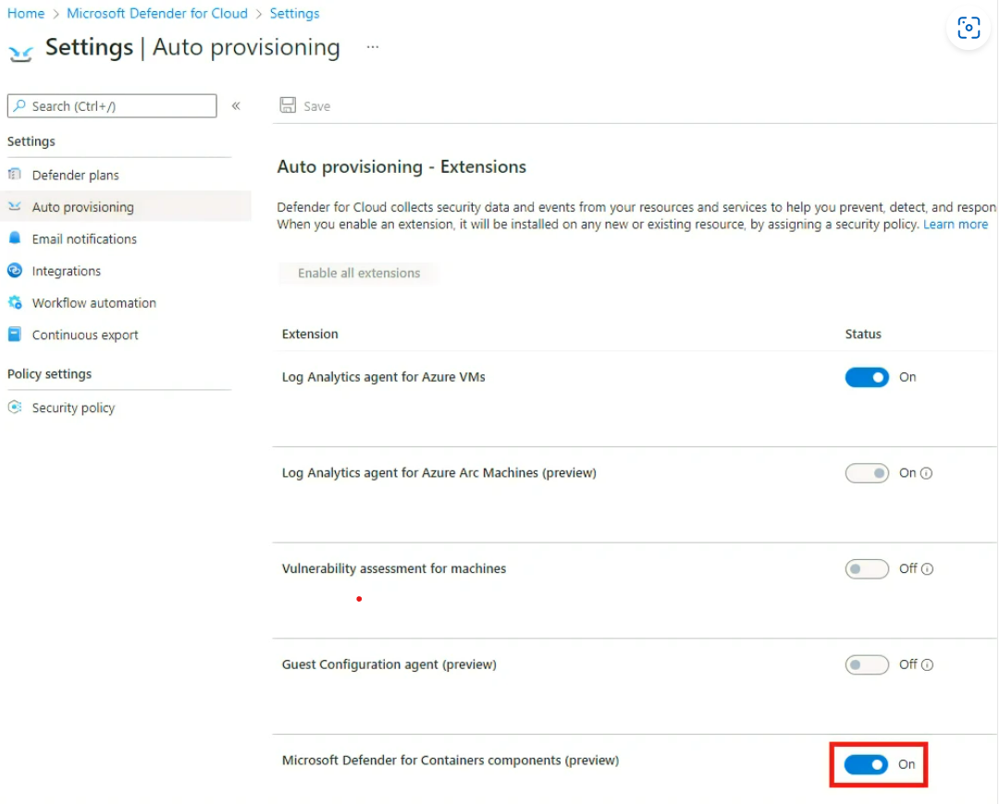 Home > Microsoft Defender for Cloud > Settings
Settings | Auto provisioning ...
Search (Ctrl+/) «
Save
Settings
Defender plans
Auto provisioning
Email notifications
Integrations
Workflow automation
Continuous export
Policy settings
Security policy
Auto provisioning - Extensions
Defender for Cloud collects security data and events from your resources and services to help you prevent, detect, and respon
When you enable an extension, it will be installed on any new or existing resource, by assigning a security policy. Learn more
Enable all extensions
Extension Status
Log Analytics agent for Azure VMs On
Log Analytics agent for Azure Arc Machines (preview) On
Vulnerability assessment for machines Off
Guest Configuration agent (preview) Off
Microsoft Defender for Containers components (preview) On